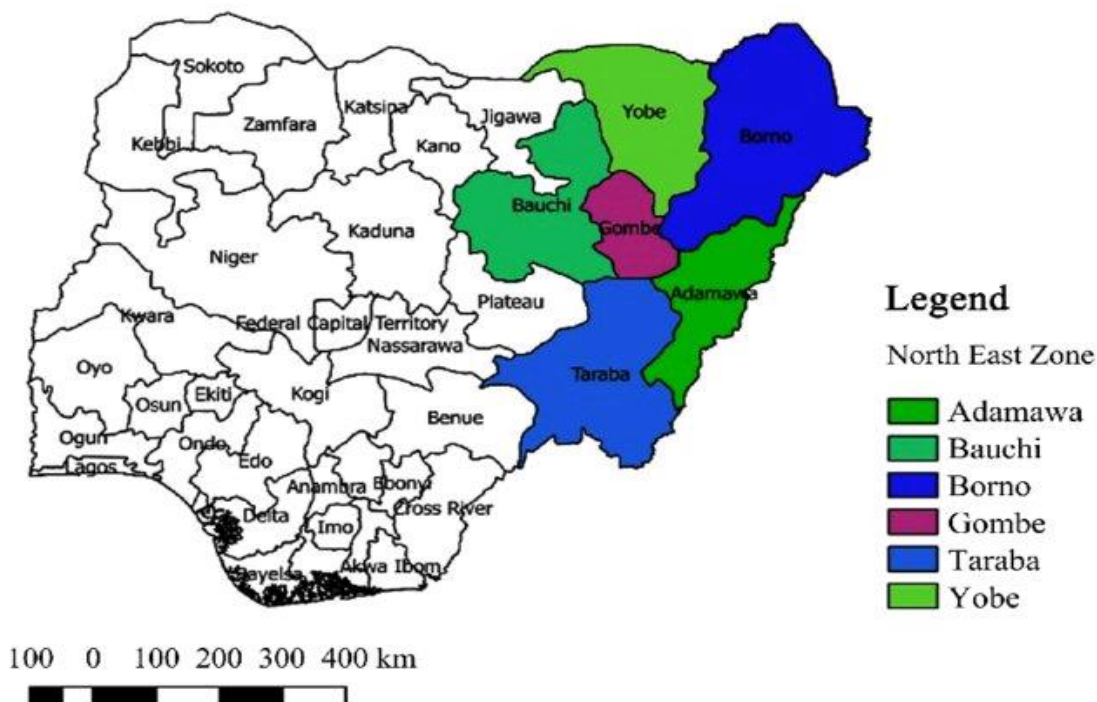 Sokoto
Kebbi
Zamfara
Katsina
Kano
Jigawa
Yobe
Borno
Bauchi
Gombe
Kaduna
Niger
Adamawa
Plateau
Kwara
Federal Capital Territory
Nassarawa
Taraba
Oyo
Osun
Ekiti
Kogi
Benue
Ogun
Ondo
Lagos
Edo
Anambra
Ebonyi
Cross River
Delta
Imo
Bayelsa
Akwa Ibom
Legend
North East Zone
Adamawa
Bauchi
Borno
Gombe
Taraba
Yobe
100 0 100 200 300 400 km